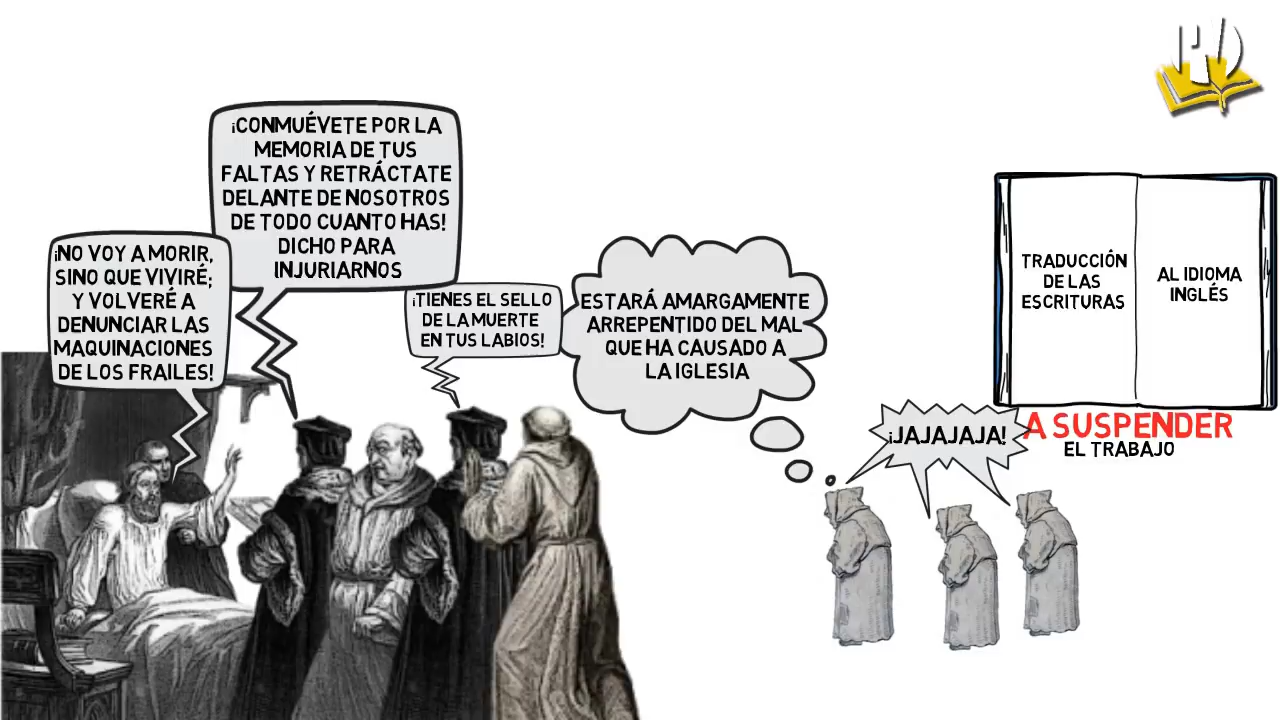 ¡CONMUÉVETE POR LA
MEMORIA DE TUS
FALTAS Y RETRÁCTATE
DELANTE DE NOSOTROS
DE TODO CUANTO HAS!
DICHO PARA
INJURIARNOS
¡NO VOY A MORIR,
SINO QUE VIVIRÉ;
Y VOLVERÉ A
DENUNCIAR LAS
MAQUINACIONES
DE LOS FRAILES!
¡TIENES EL SELLO
DE LA MUERTE
EN TUS LABIOS!
ESTARÁ AMARGAMENTE
ARREPENTIDO DEL MAL
QUE HA CAUSADO A
LA IGLESIA
¡JAJAJAJA!
TRADUCCIÓN
DE LAS
ESCRITURAS
AL IDIOMA
INGLÉS
A SUSPENDER
EL TRABAJO